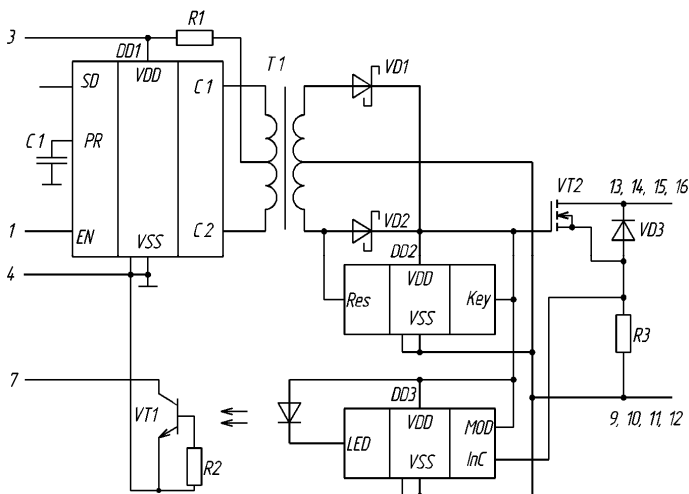 3
R1
DD1
SD
VDD
C1
T1
VD1
C1
PR
VT2
13, 14, 15, 16
1
EN
VSS
C2
VD2
VD3
4
DD2
Res
VDD
Key
VSS
R3
7
VT1
DD3
VDD
MOD
9, 10, 11, 12
LED
VSS
InC
R2